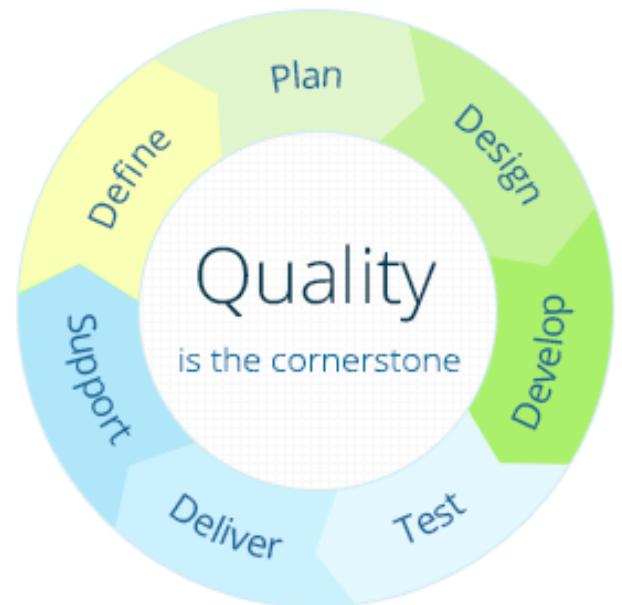 Plan
Design
Develop
Test
Deliver
Support
Define
Quality
is the cornerstone